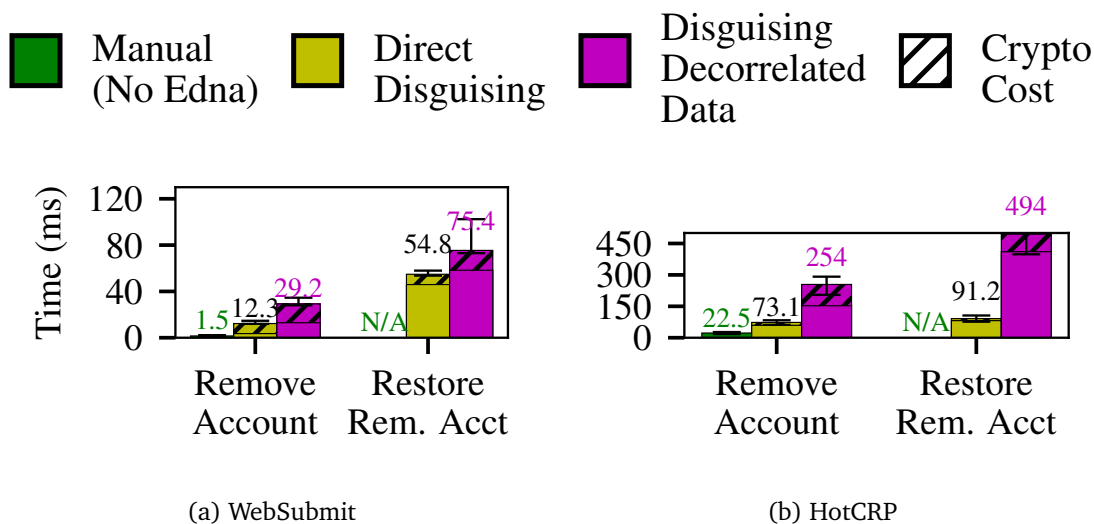 Manual
(No Edna)
Direct
Disguising
Disguising
Decorrelated
Data
Crypto
Cost
Time (ms)
120
80
40
0
1.5
12.3
29.2
N/A
54.8
75.4
Remove
Account
Restore
Rem. Acct
(a) WebSubmit
450
300
150
0
22.5
73.1
254
N/A
91.2
494
Remove
Account
Restore
Rem. Acct
(b) HotCRP